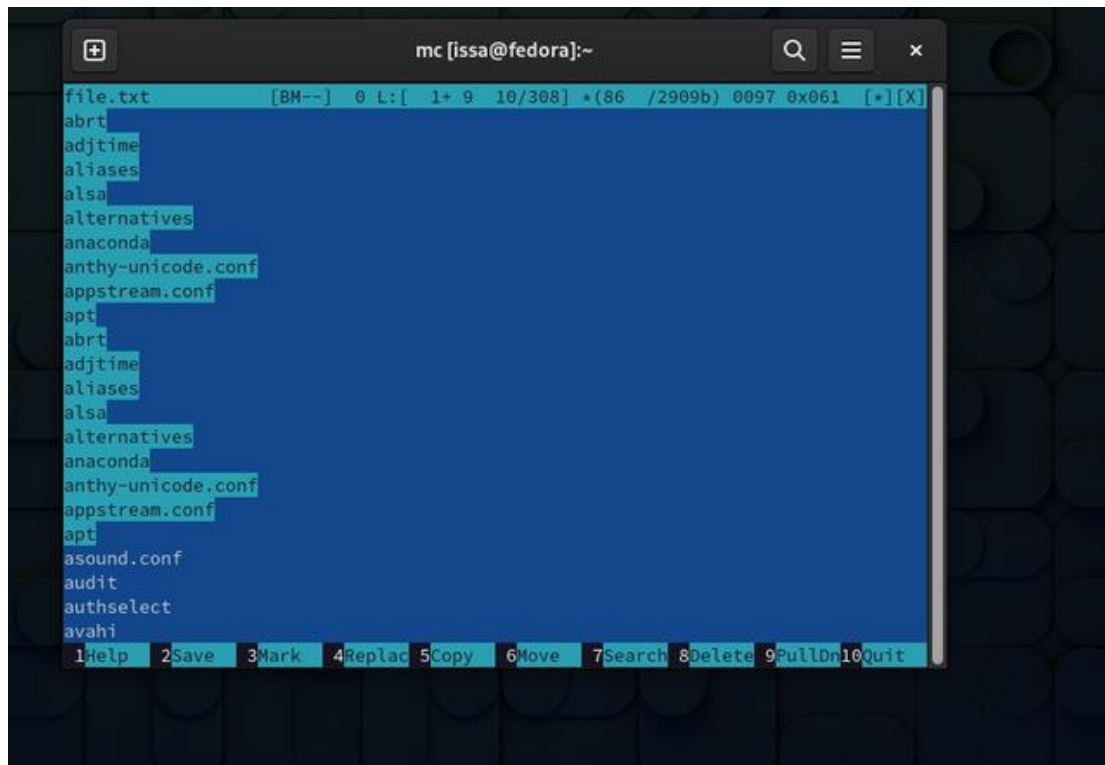 mc [issa@fedora]:~
file.txt [BM--] 0 L:[ 1+ 9 10/308] *(86 /2909b) 0097 0x061 [*][X]
abrt
adjtime
aliases
alsa
alternatives
anaconda
anthy-unicode.conf
appstream.conf
apt
abrt
adjtime
aliases
alsa
alternatives
anaconda
anthy-unicode.conf
appstream.conf
apt
asound.conf
audit
authselect
avahi
1Help 2Save 3Mark 4Replac 5Copy 6Move 7Search 8Delete 9PullDn 10Quit